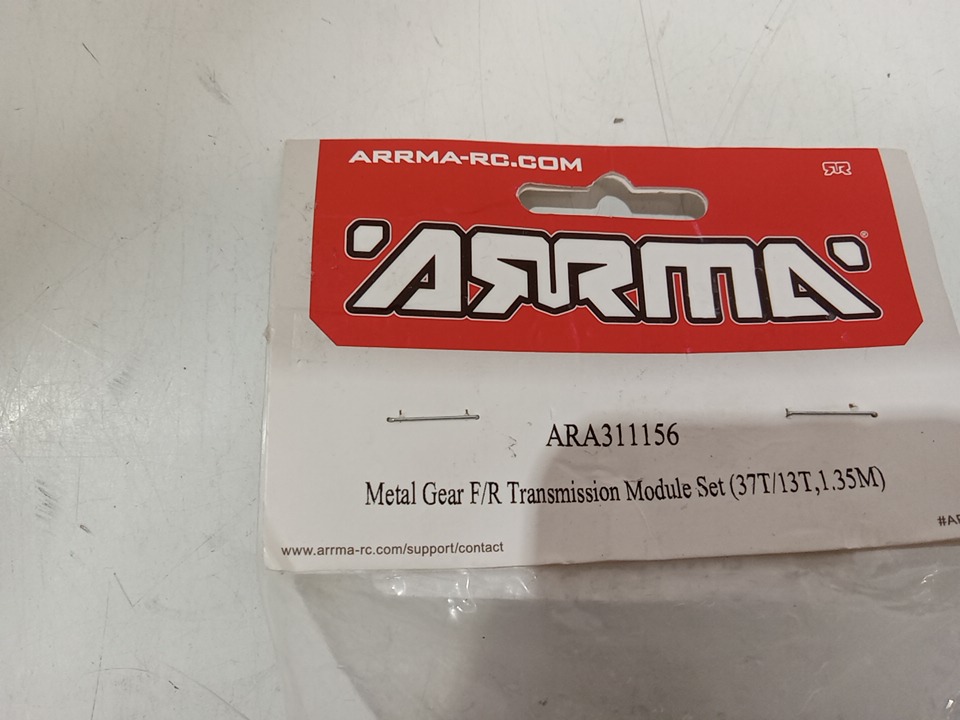 ARRMA-RC.COM
ARRMA®
ARA311156
Metal Gear F/R Transmission Module Set (37T/13T,1.35M)
www.arrma-rc.com/support/contact